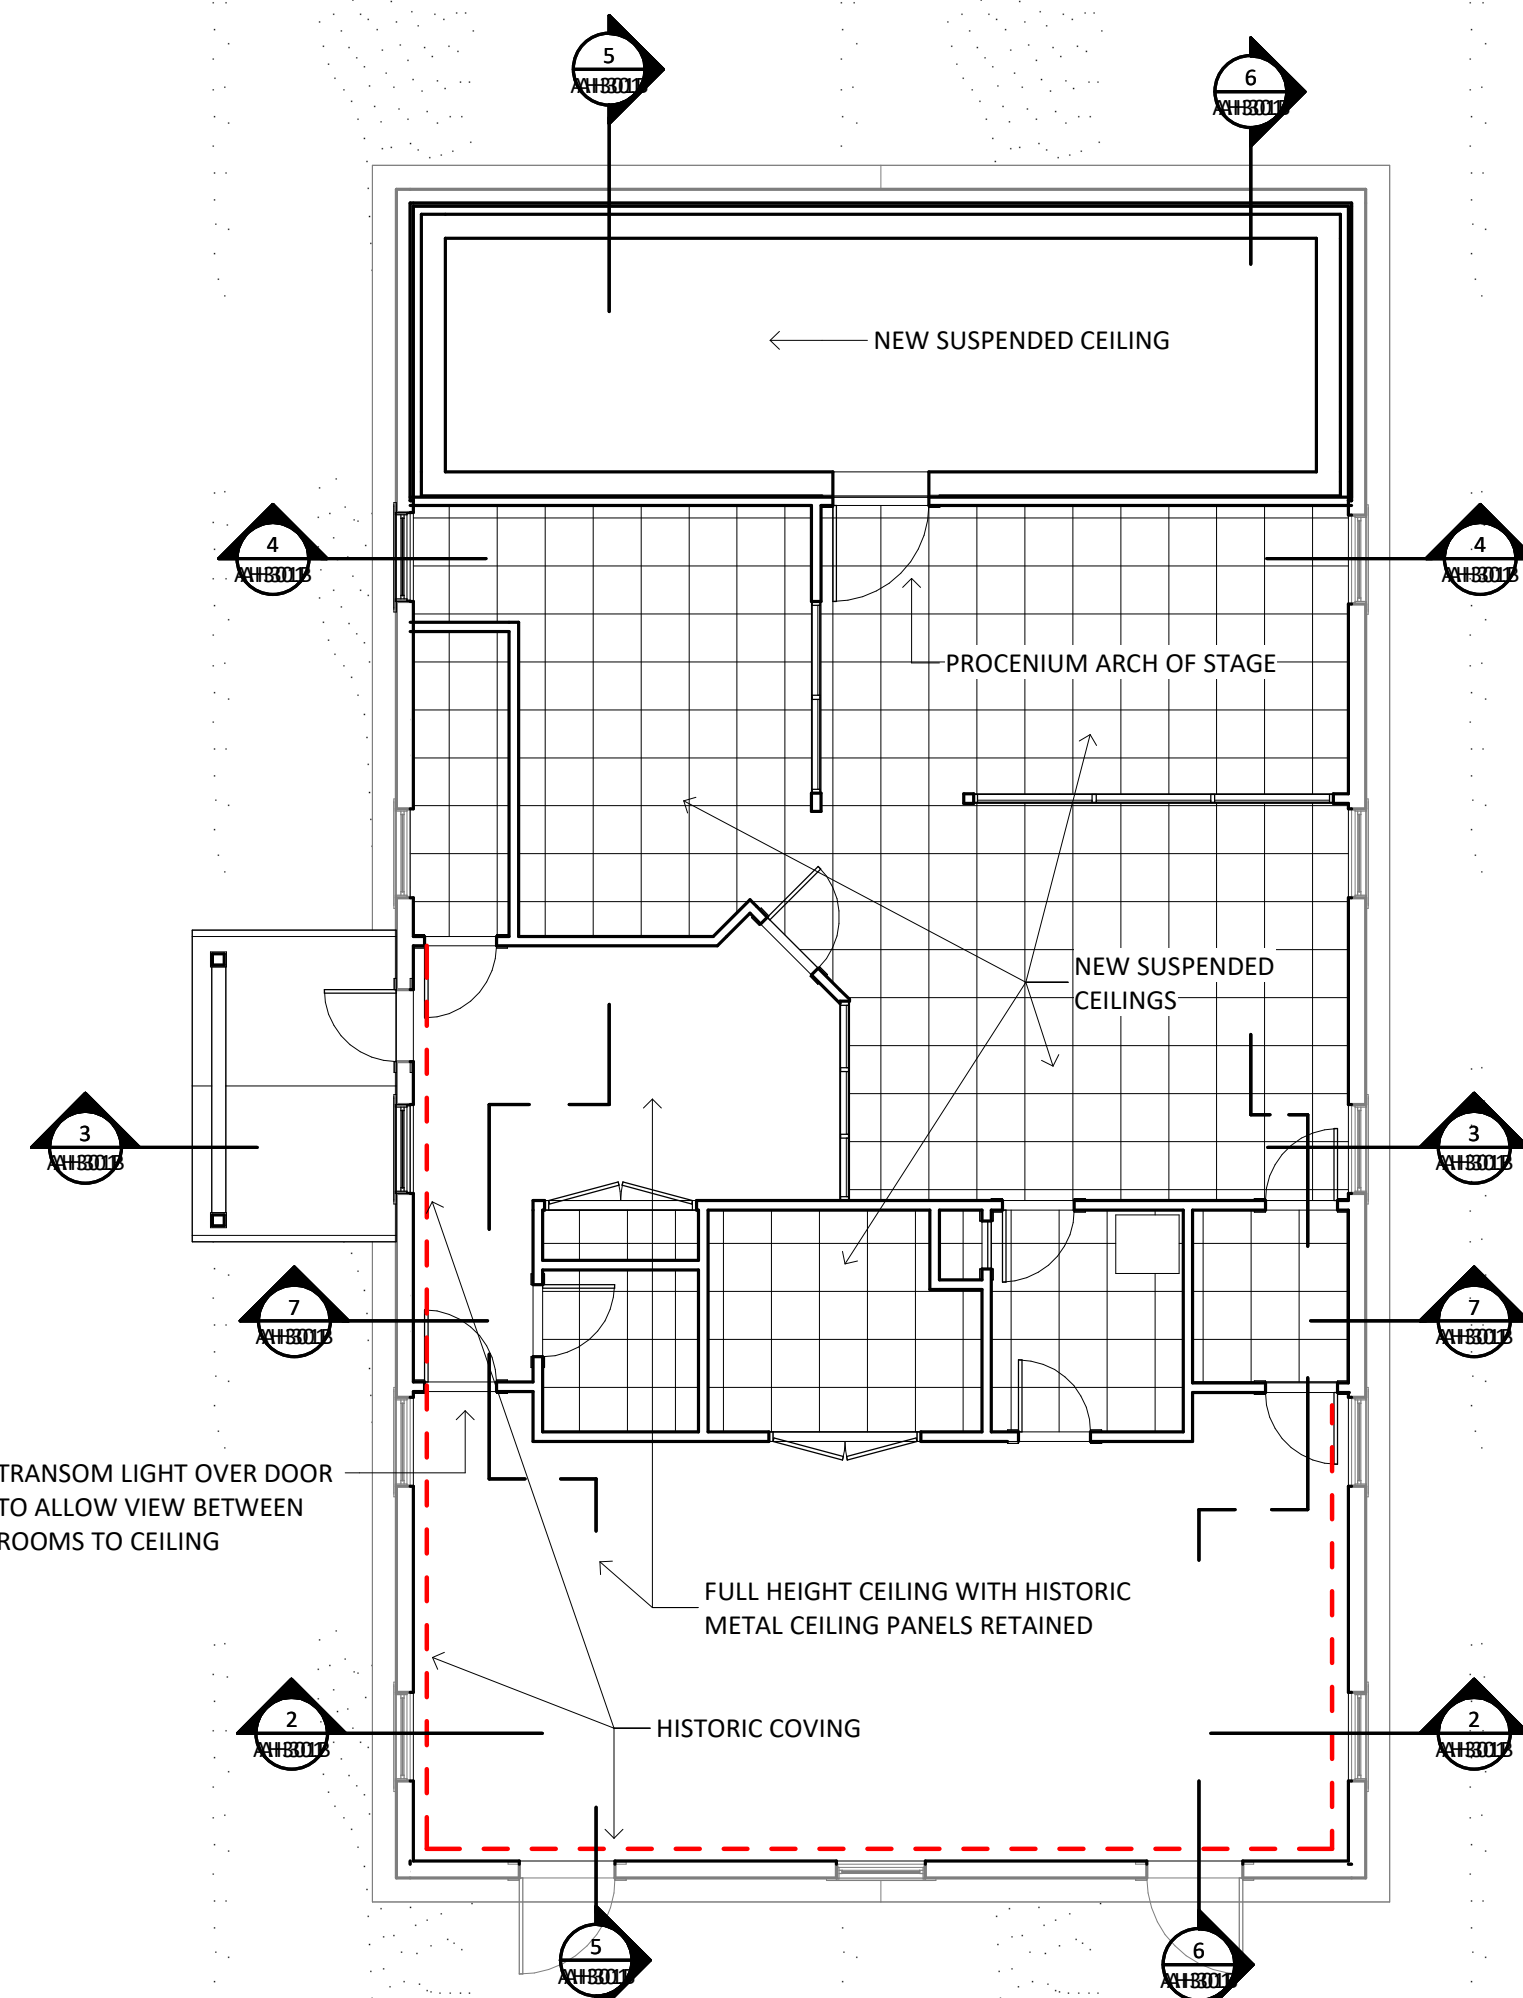 5
6
NEW SUSPENDED CEILING
4
4
PROCENIUM ARCH OF STAGE
NEW SUSPENDED
CEILINGS
3
3
7
7
TRANSOM LIGHT OVER DOOR
TO ALLOW VIEW BETWEEN
ROOMS TO CEILING
FULL HEIGHT CEILING WITH HISTORIC
METAL CEILING PANELS RETAINED
HISTORIC COVING
2
2
5
6